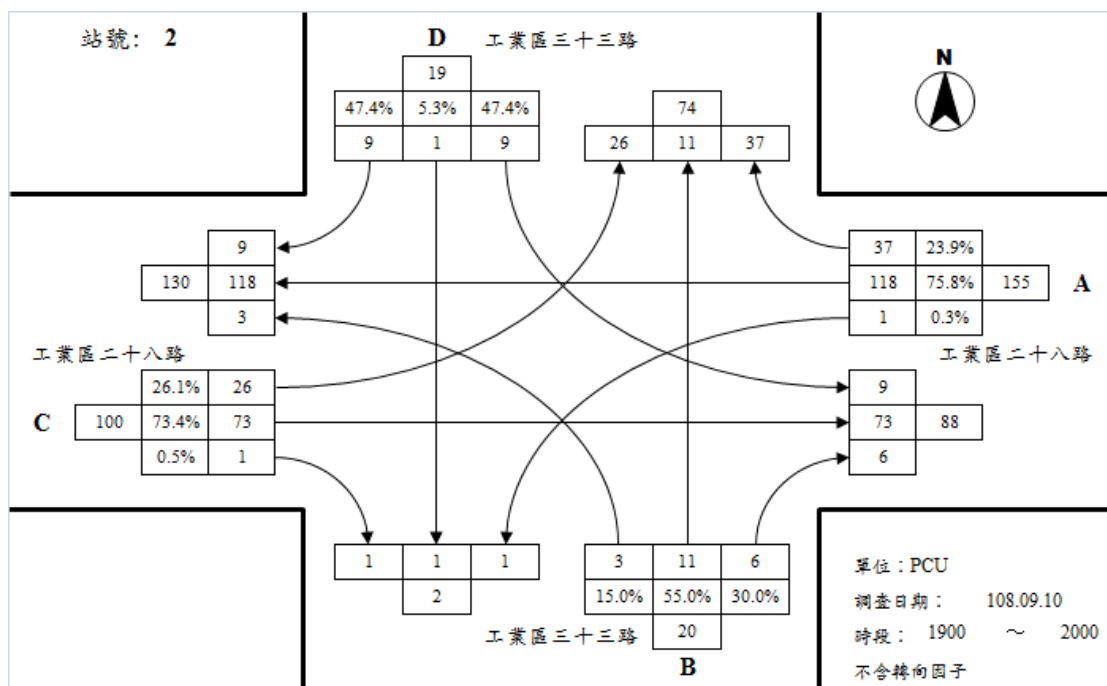 站號: 2
D 工業區三十三路
N
19
47.4% 5.3% 47.4%
9 1 9
74
26 11 37
9
130 118
3
37 23.9%
118 75.8% 155
1 0.3%
A
工業區二十八路
工業區二十八路
26.1% 26
C 100 73.4% 73
0.5% 1
9
73 88
6
1 1 1
2
3 11 6
15.0% 55.0% 30.0%
20
工業區三十三路
B
單位:PCU
調查日期: 108.09.10
時段: 1900 ～ 2000
不含轉向因子